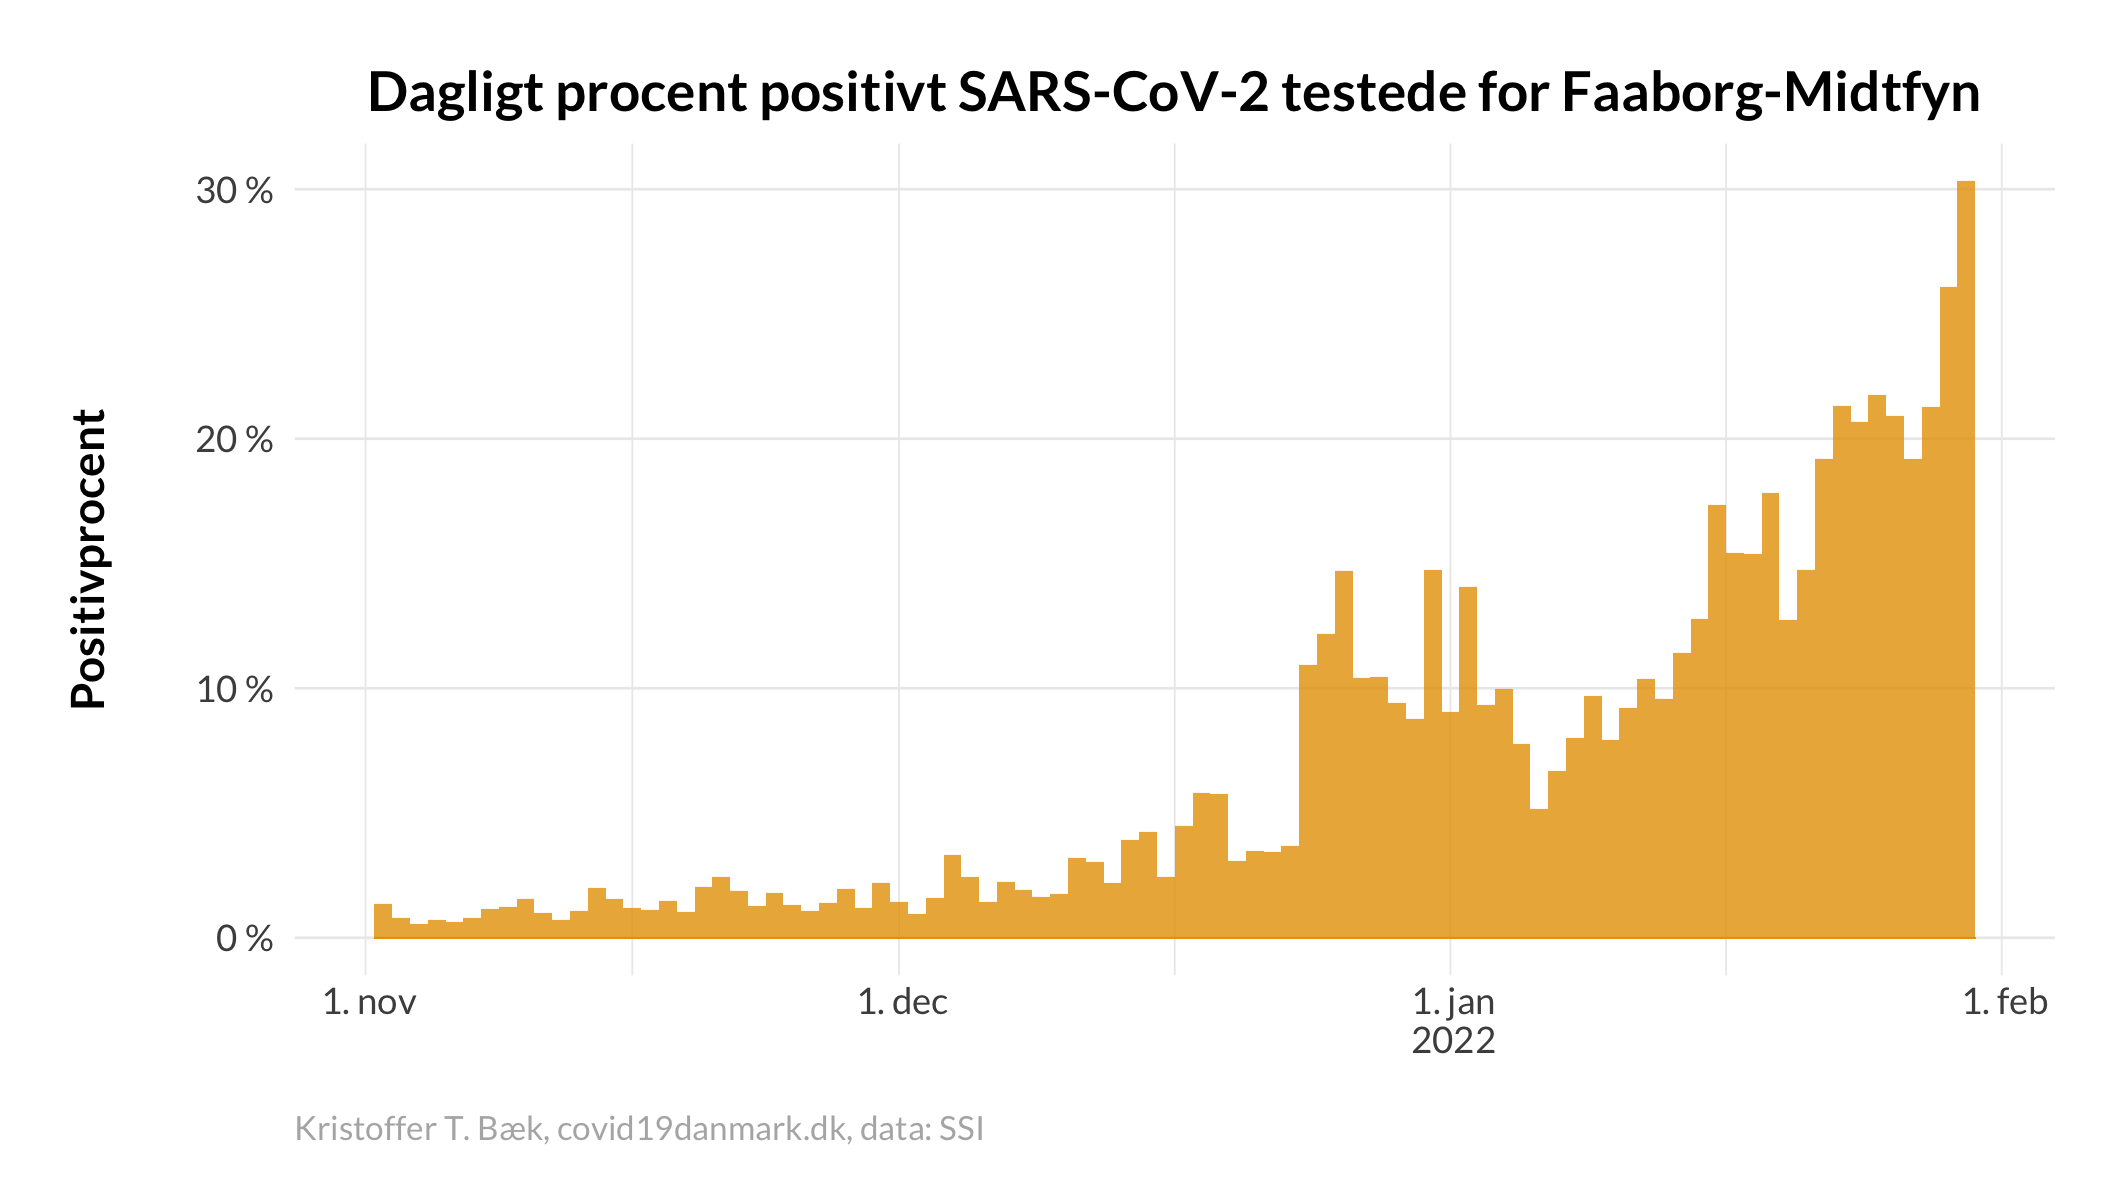 Dagligt procent positivt SARS-CoV-2 testede for Faaborg-Midtfyn
Positivprocent
30 %
20 %
10 %
0 %
1. nov
1. dec
1. jan
2022
1. feb
Kristoffer T. Bæk, covid19danmark.dk, data: SSI